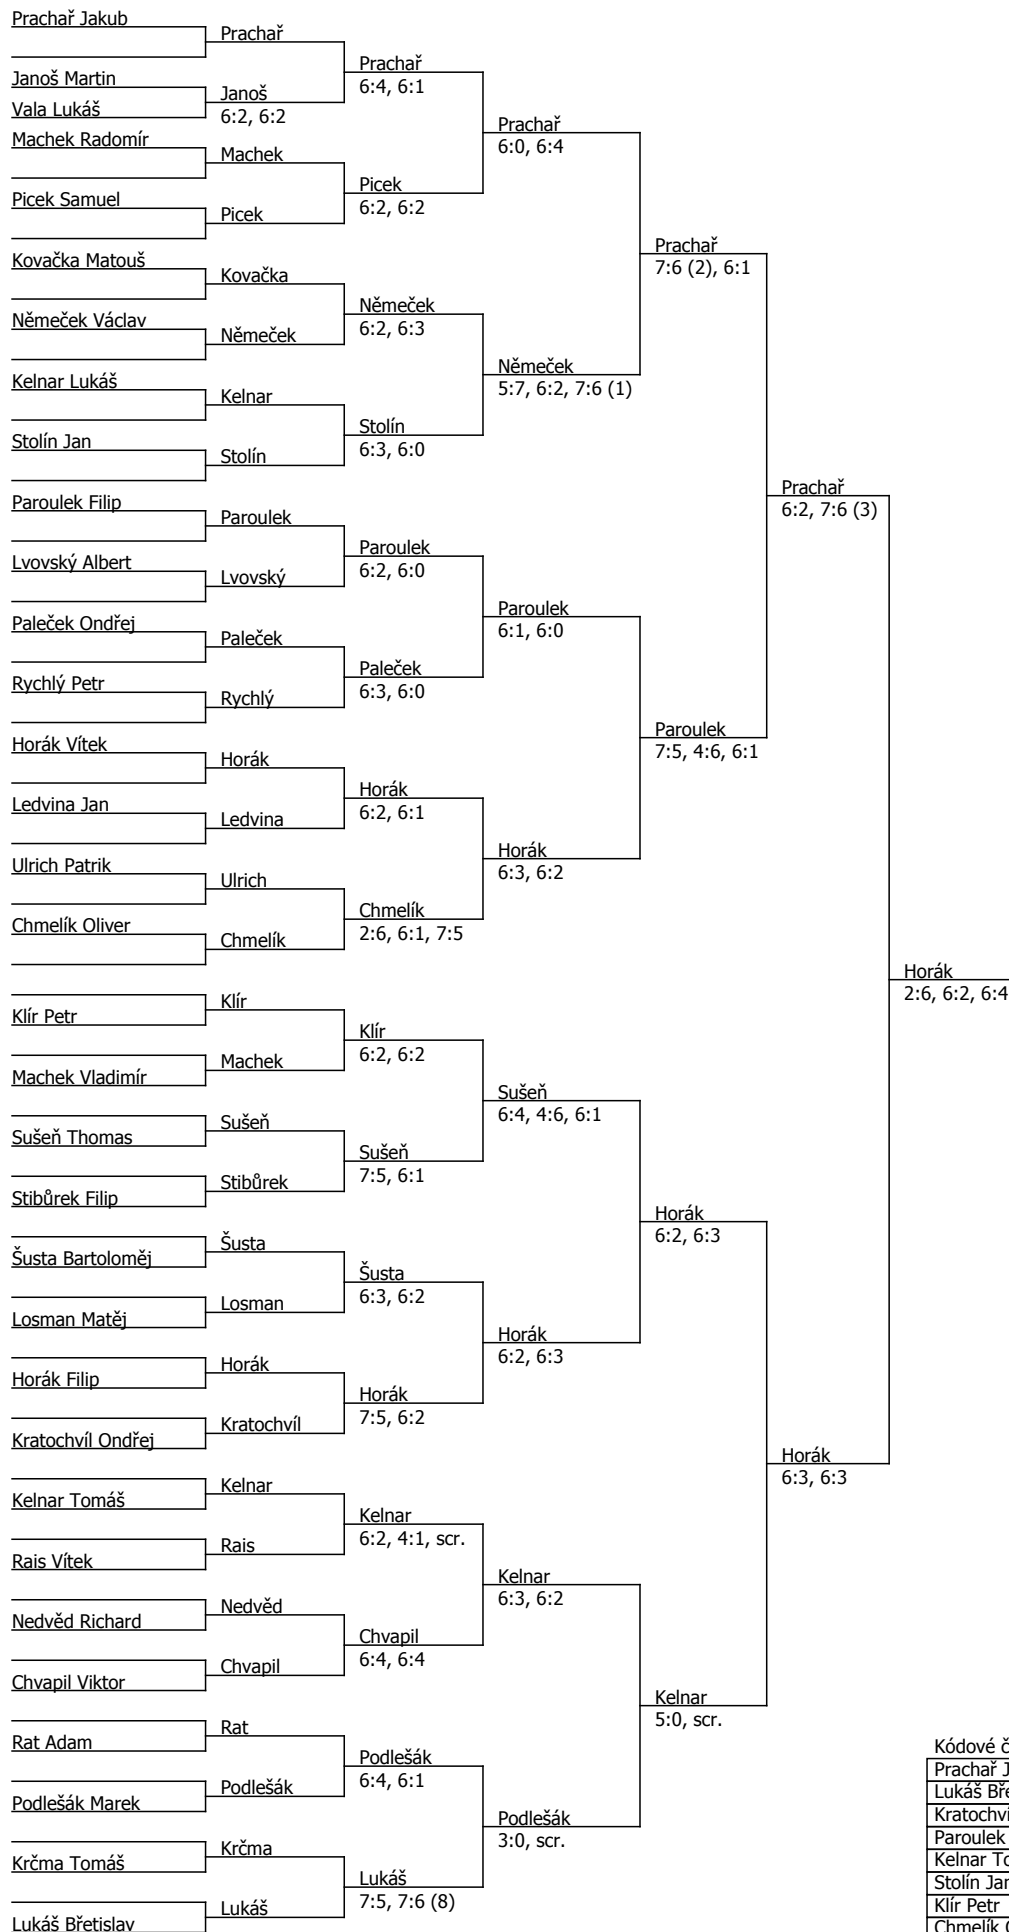 Prachař Jakub
Janoš Martin
Vala Lukáš
Machek Radomír
Picek Samuel
Kovačka Matouš
Němeček Václav
Kelnar Lukáš
Stolín Jan
Paroulek Filip
Lvovský Albert
Paleček Ondřej
Rychlý Petr
Horák Vítek
Ledvina Jan
Ulrich Patrik
Chmelík Oliver
Klír Petr
Machek Vladimír
Sušeň Thomas
Stibůrek Filip
Šusta Bartoloměj
Losman Matěj
Horák Filip
Kratochvíl Ondřej
Kelnar Tomáš
Rais Vítek
Nedvěd Richard
Chvapil Viktor
Rat Adam
Podlešák Marek
Krčma Tomáš
Lukáš Břetislav
Prachař
Janoš
6:2, 6:2
Machek
Picek
Kovačka
Němeček
Kelnar
Stolín
Paroulek
Lvovský
Paleček
Rychlý
Horák
Ledvina
Ulrich
Chmelík
Klír
Machek
Sušeň
Stibůrek
Šusta
Losman
Horák
Kratochvíl
Kelnar
Rais
Nedvěd
Chvapil
Rat
Podlešák
Krčma
Lukáš
Prachař
6:4, 6:1
Picek
6:2, 6:2
Němeček
6:2, 6:3
Stolín
6:3, 6:0
Paroulek
6:2, 6:0
Paleček
6:3, 6:0
Horák
6:2, 6:1
Chmelík
2:6, 6:1, 7:5
Klír
6:2, 6:2
Sušeň
7:5, 6:1
Šusta
6:3, 6:2
Horák
7:5, 6:2
Kelnar
6:2, 4:1, scr.
Chvapil
6:4, 6:4
Podlešák
6:4, 6:1
Lukáš
7:5, 7:6 (8)
Prachař
6:0, 6:4
Němeček
5:7, 6:2, 7:6 (1)
Paroulek
6:1, 6:0
Horák
6:3, 6:2
Sušeň
6:4, 4:6, 6:1
Horák
6:2, 6:3
Kelnar
6:3, 6:2
Podlešák
3:0, scr.
Prachař
7:6 (2), 6:1
Paroulek
7:5, 4:6, 6:1
Horák
6:2, 6:3
Kelnar
5:0, scr.
Prachař
6:2, 7:6 (3)
Horák
6:3, 6:3
Horák
2:6, 6:2, 6:4
Kódové č
Prachař J
Lukáš Bře
Kratochví
Paroulek
Kelnar To
Stolín Jan
Klír Petr
Chmelík O